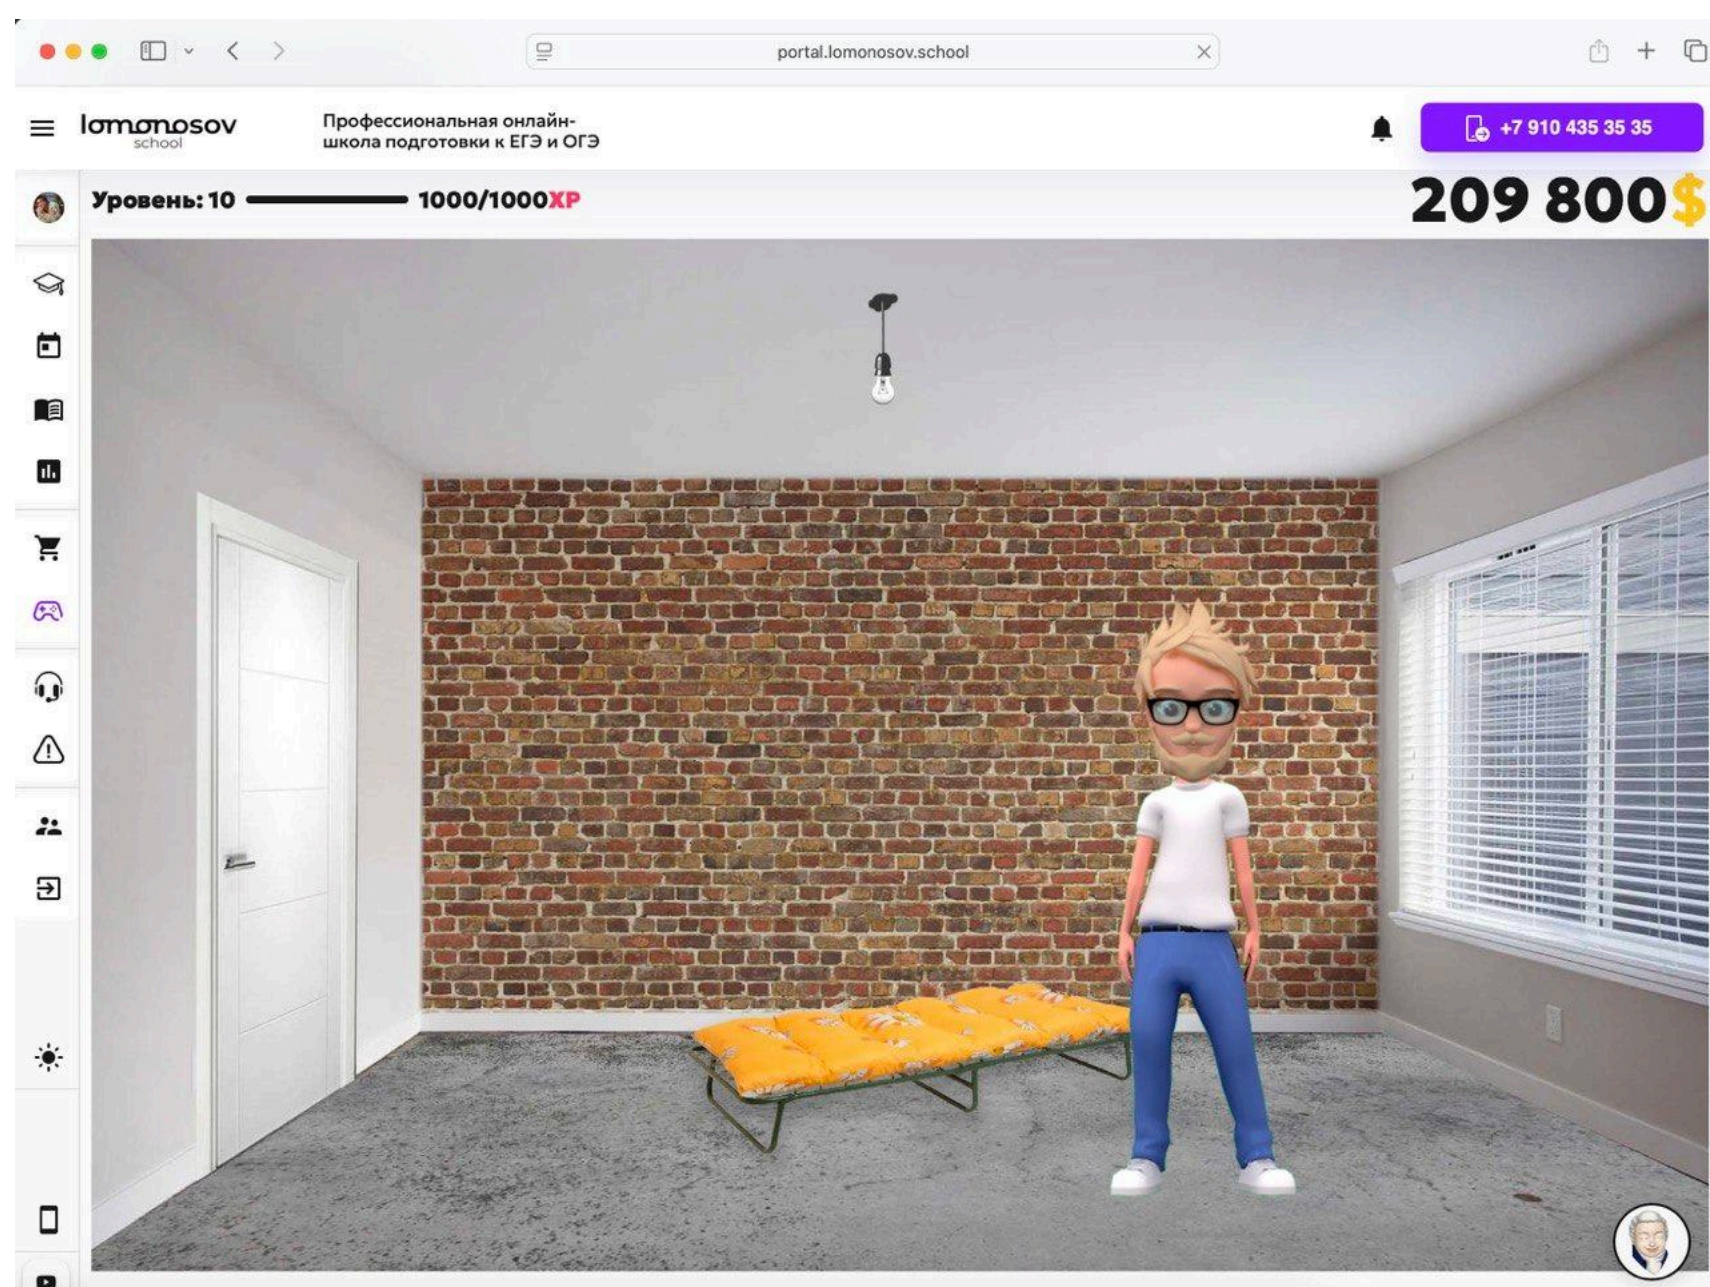 portal.lomonosov.school
lomonosov
school
Профессиональная онлайн-
школа подготовки к ЕГЭ и ОГЭ
+7 910 435 35 35
Уровень: 10
1000/1000XP
209 800$